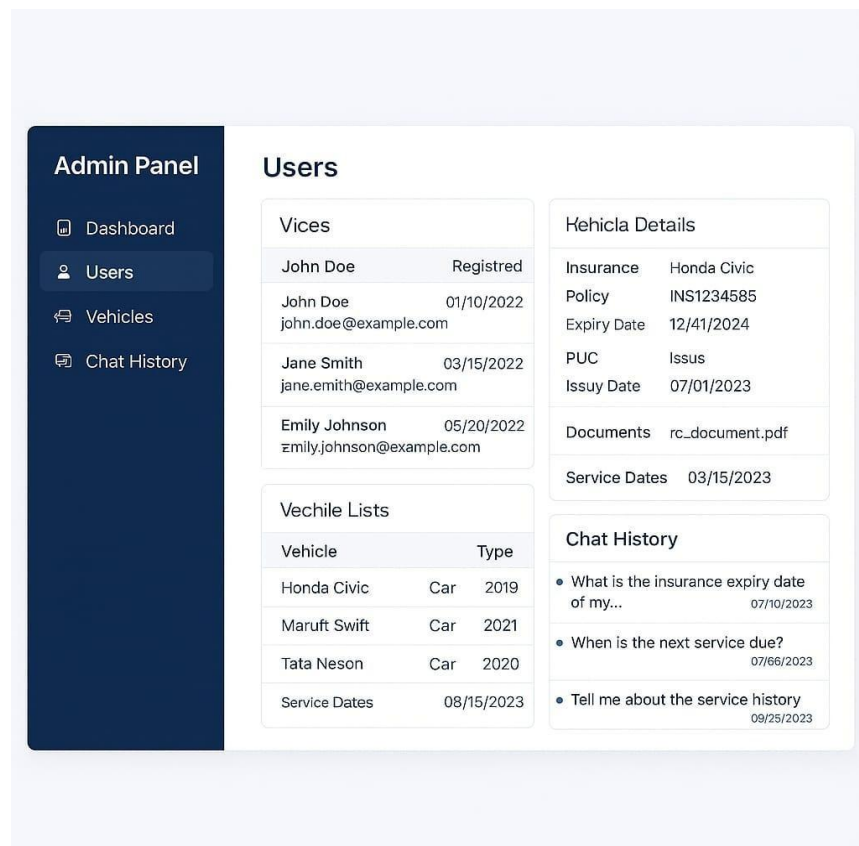 Admin Panel
Dashboard
Users
Vehicles
Chat History
Users
Vices
John Doe Registred
John Doe 01/10/2022
john.doe@example.com
Jane Smith 03/15/2022
jane.emith@example.com
Emily Johnson 05/20/2022
emily.johnson@example.com
Vechile Lists
Vehicle Type
Honda Civic Car 2019
Maruft Swift Car 2021
Tata Neson Car 2020
Service Dates 08/15/2023
Kehicla Details
Insurance Honda Civic
Policy INS1234585
Expiry Date 12/41/2024
PUC Issus
Issuy Date 07/01/2023
Documents rc_document.pdf
Service Dates 03/15/2023
Chat History
What is the insurance expiry date
of my... 07/10/2023
When is the next service due?
07/66/2023
Tell me about the service history
09/25/2023